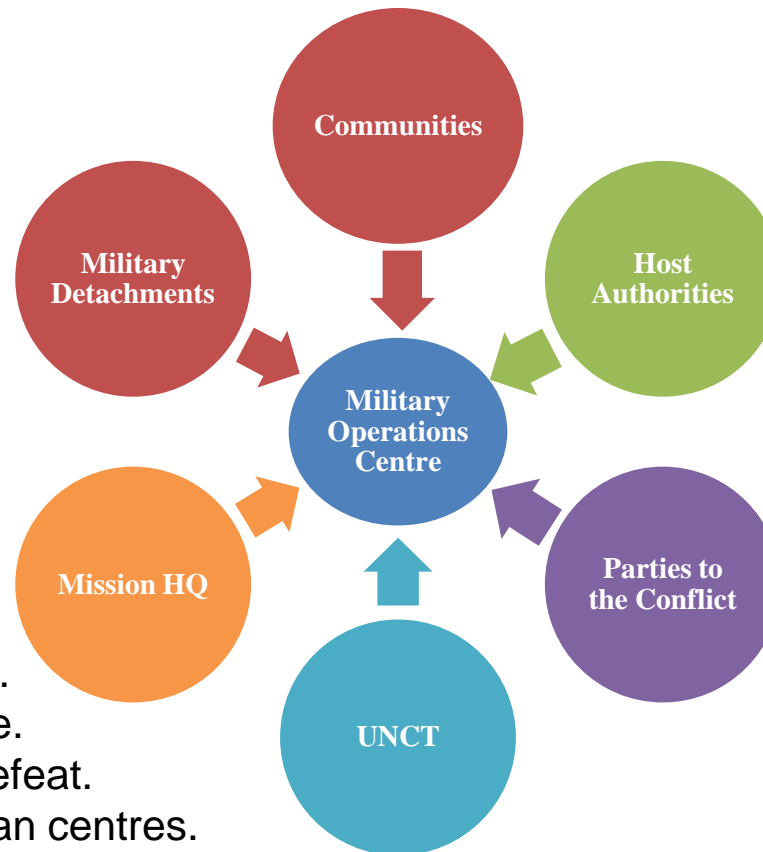 Communities
Military
Detachments
Host
Authorities
Military
Operations
Centre
Mission HQ
Parties to
the Conflict
UNCT
.
e.
efeat.
an centres.